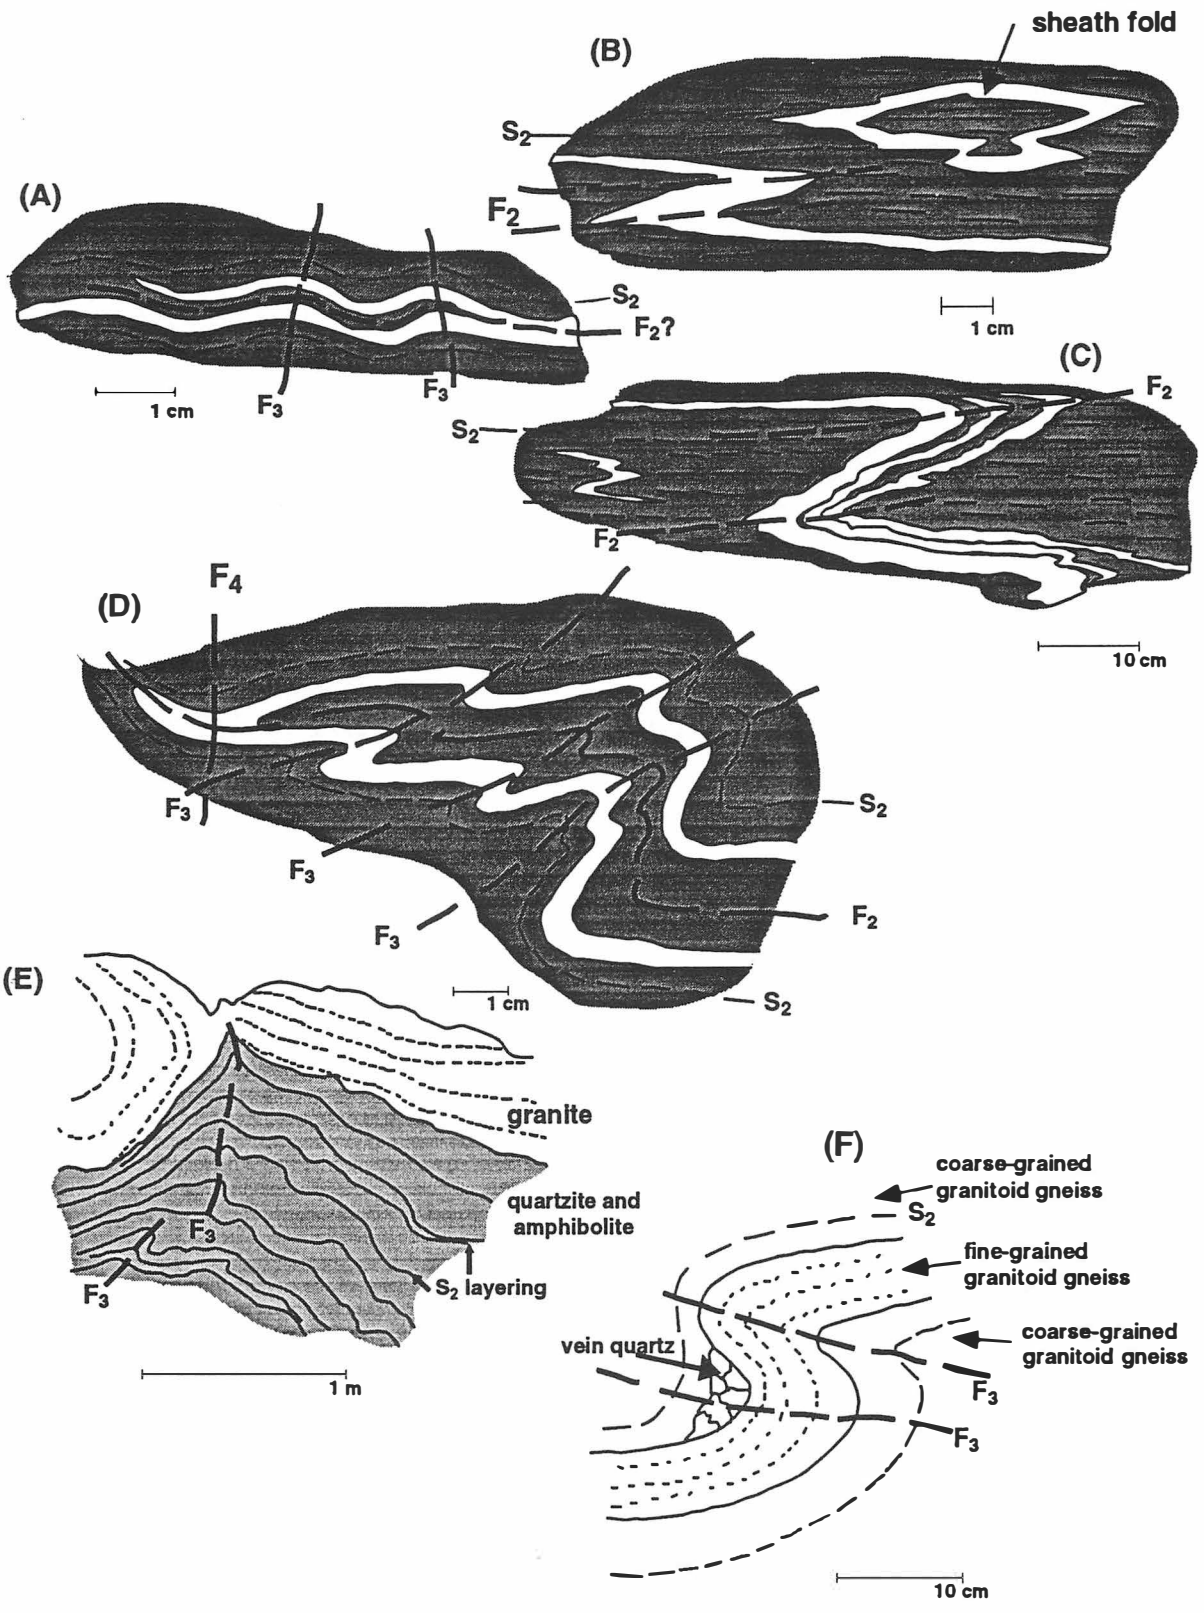 sheath fold
(B)
S₂
F₂
1 cm
(A)
S₂
F₂?
F₃
F₃
1 cm
(C)
F₂
S₂
F₂
10 cm
(D)
F₄
F₃
F₃
F₃
S₂
F₂
S₂
1 cm
(E)
granite
quartzite and
amphibolite
F₃
F₃
S₂ layering
1 m
(F)
coarse-grained
granitoid gneiss
S₂
fine-grained
granitoid gneiss
coarse-grained
granitoid gneiss
vein quartz
F₃
F₃
10 cm